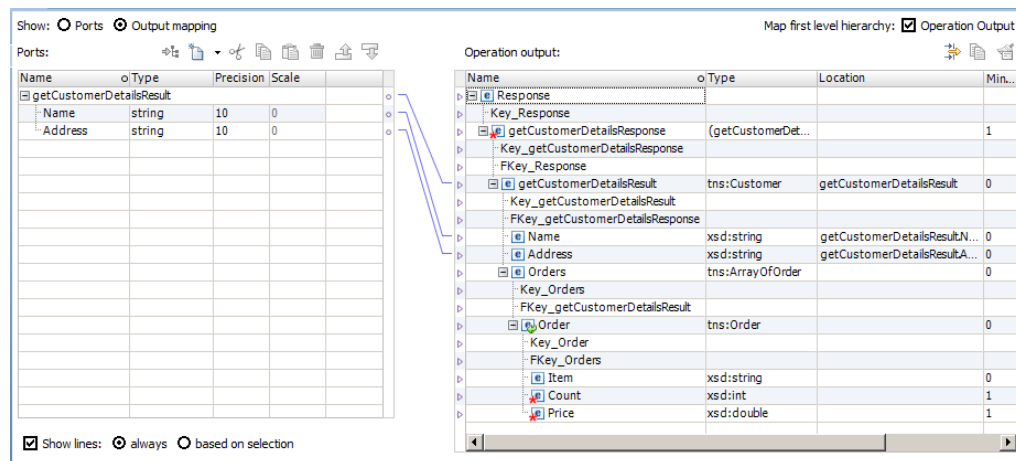 Show: Ports Output mapping
Map first level hierarchy: Operation Output
Ports:
Operation output:
Name Type Precision Scale
getCustomerDetailsResult
Name string 10 0
Address string 10 0
Name Type Location Min...
Response
Key_Response
getCustomerDetailsResponse (getCustomerDet... 1
Key_getCustomerDetailsResponse
FKey_Response
getCustomerDetailsResult tns:Customer getCustomerDetailsResult 0
Key_getCustomerDetailsResult
FKey_getCustomerDetailsResponse
Name xsd:string getCustomerDetailsResult.N... 0
Address xsd:string getCustomerDetailsResult.A... 0
Orders tns:ArrayOfOrder 0
Key_Orders
FKey_getCustomerDetailsResult
Order tns:Order 0
Key_Order
FKey_Orders
Item xsd:string 0
Count xsd:int 1
Price xsd:double 1
Show lines: always based on selection